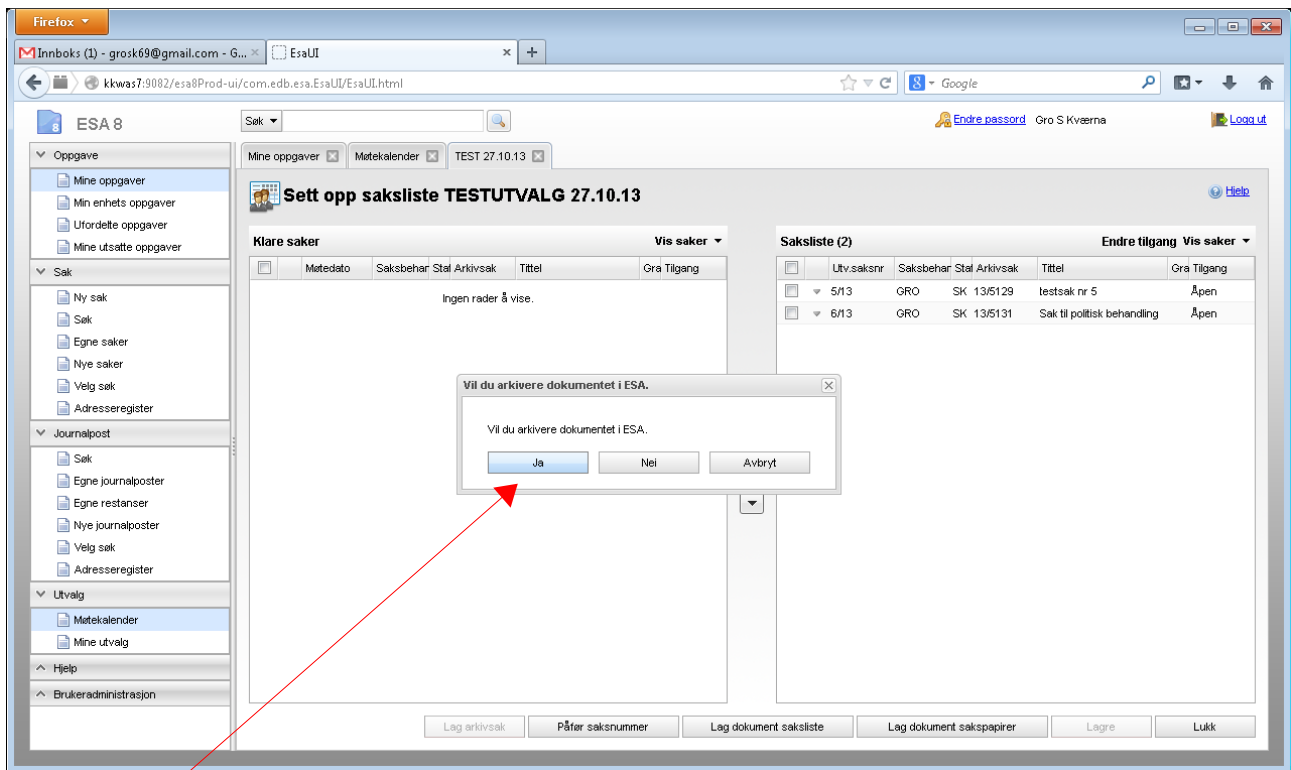 Firefox
Innboks (1) - grosk69@gmail.com - G...
EsaUI
kkwas7:9082/esa8Prod-ui/com.edb.esa.EsaUI/EsaUI.html
8 Google
8 ESA 8
Søk
Endre passord Gro S Kværna
Logg ut
Oppgave
Mine oppgaver
Min enhets oppgaver
Ufordelte oppgaver
Mine utsatte oppgaver
Sak
Ny sak
Søk
Egne saker
Nye saker
Velg søk
Adresseregister
Journalpost
Søk
Egne journalposter
Egne restanser
Nye journalposter
Velg søk
Adresseregister
Utvalg
Møtekalender
Mine utvalg
Hjelp
Brukeradministrasjon
Mine oppgaver
Møtekalender
TEST 27.10.13
Sett opp saksliste TESTUTVALG 27.10.13
Hjelp
Klare saker
Vis saker
Møtedato Saksbehar Stat Arkivsak Tittel Gra Tilgang
Ingen rader å vise.
Saksliste (2)
Endre tilgang Vis saker
Utv.saksnr Saksbehar Stat Arkivsak Tittel Gra Tilgang
5/13 GRO SK 13/5129 testsak nr 5 Åpen
6/13 GRO SK 13/5131 Sak til politisk behandling Åpen
Vil du arkivere dokumentet i ESA.
Vil du arkivere dokumentet i ESA.
Ja Nei Avbryt
Lag arkivsak Påfør saksnummer Lag dokument saksliste Lag dokument sakspapirer Lagre Lukk